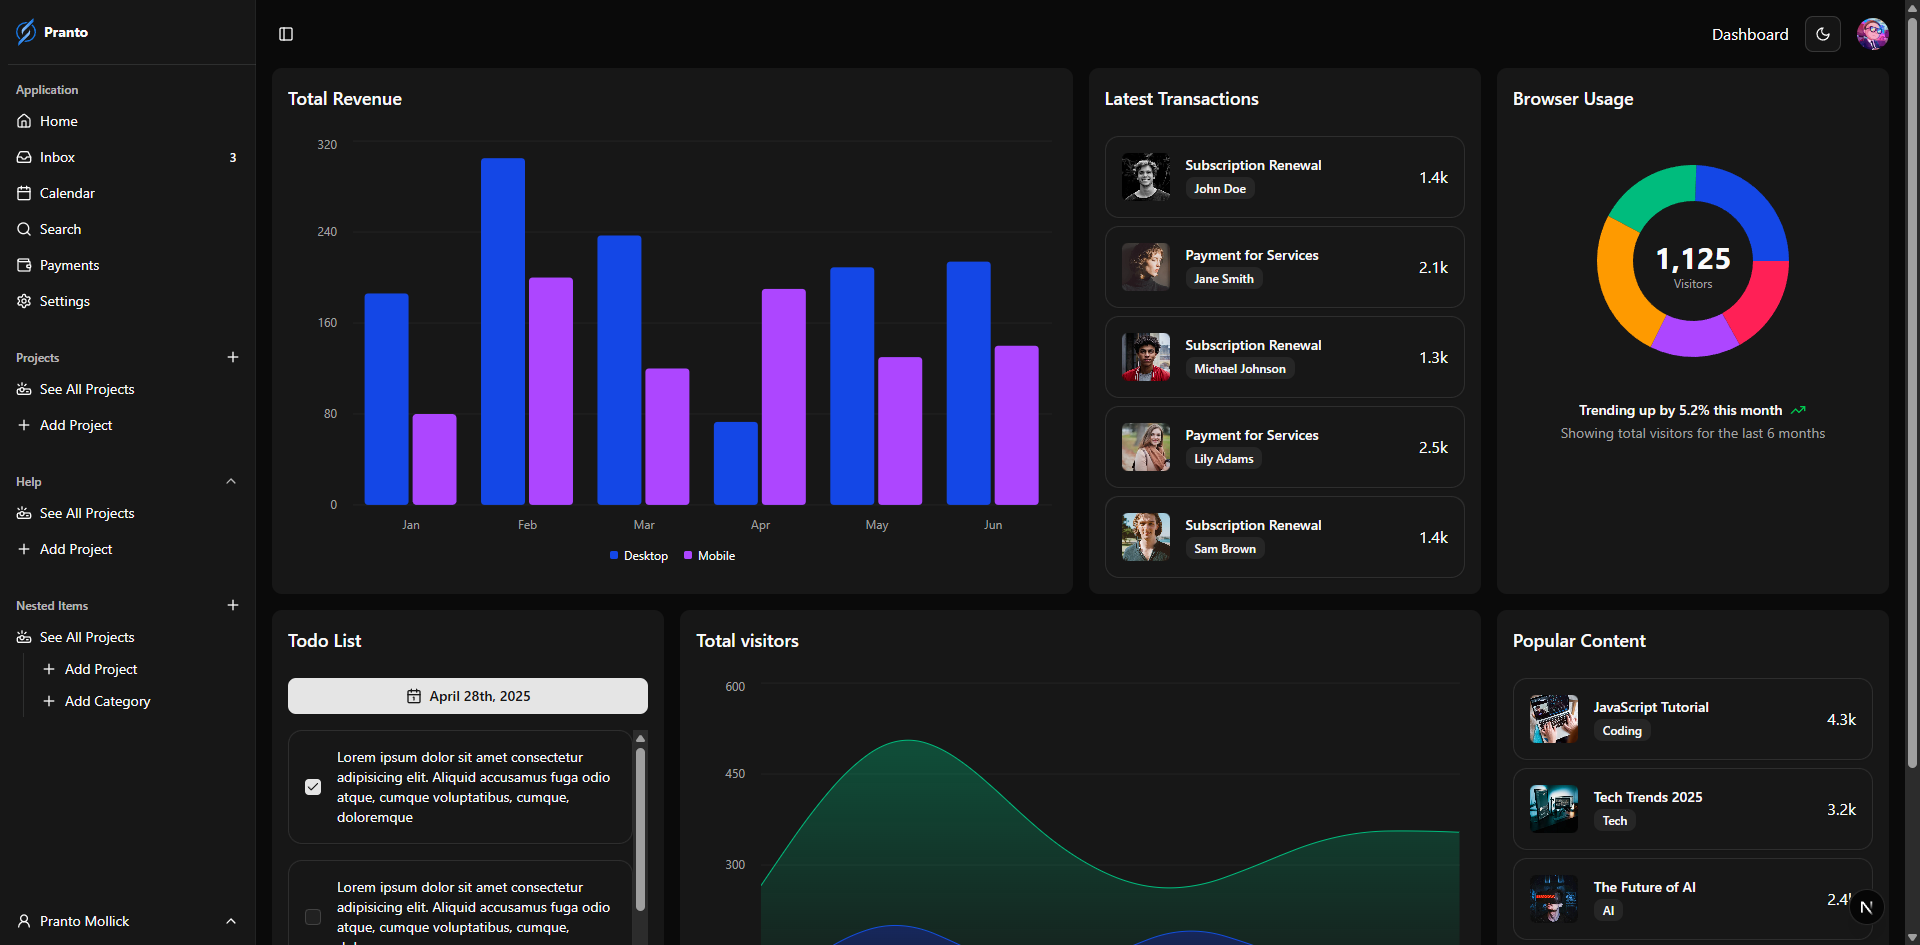 Pranto
Application
Home
Inbox
3
Calendar
Search
Payments
Settings
Projects
See All Projects
Add Project
Help
See All Projects
Add Project
Nested Items
See All Projects
Add Project
Add Category
Pranto Mollick
Dashboard
Total Revenue
320
240
160
80
0
Jan
Feb
Mar
Apr
May
Jun
Desktop
Mobile
Latest Transactions
Subscription Renewal
John Doe
1.4k
Payment for Services
Jane Smith
2.1k
Subscription Renewal
Michael Johnson
1.3k
Payment for Services
Lily Adams
2.5k
Subscription Renewal
Sam Brown
1.4k
Browser Usage
1,125
Visitors
Trending up by 5.2% this month
Showing total visitors for the last 6 months
Todo List
April 28th, 2025
Lorem ipsum dolor sit amet consectetur
adipisicing elit. Aliquid accusamus fuga odio
atque, cumque voluptatibus, cumque,
doloremque
Lorem ipsum dolor sit amet consectetur
adipisicing elit. Aliquid accusamus fuga odio
atque, cumque voluptatibus, cumque,
Total visitors
600
450
300
Popular Content
JavaScript Tutorial
Coding
4.3k
Tech Trends 2025
Tech
3.2k
The Future of AI
AI
2.4
N